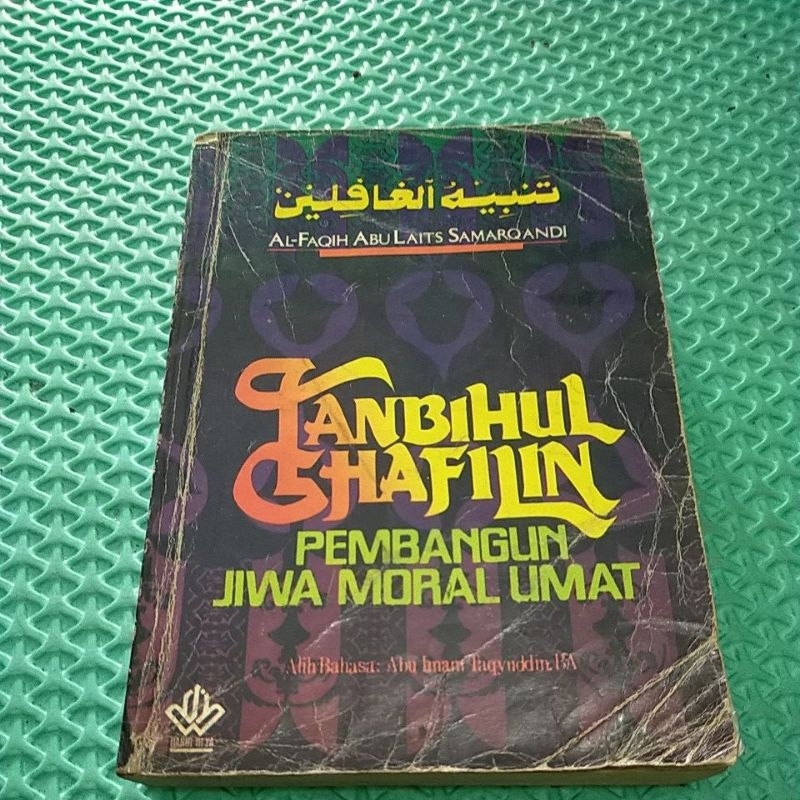 تنبيه الغافلين
AL-FAQIH ABU LAITS SAMARQANDI
TANBIHUL
GHAFILIN
PEMBANGUN
JIWA MORAL UMAT
Alih Bahasa: Abu Imam Taqyuddin, BA